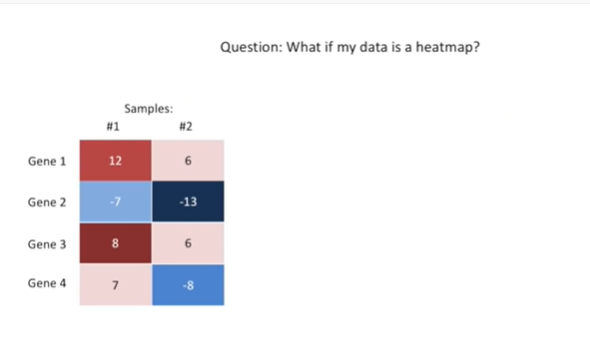 Question: What if my data is a heatmap?
Samples:
#1 #2
Gene 1 12 6
Gene 2 -7 -13
Gene 3 8 6
Gene 4 7 -8